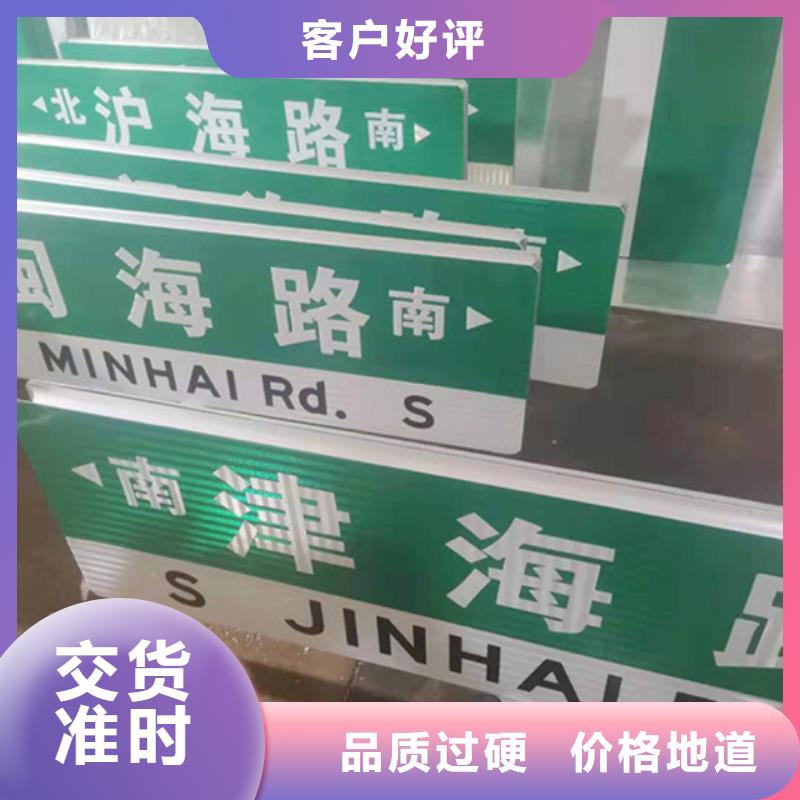 客户好评
北 沪海路 南
海路 南
MINHAI Rd. S
南 津海
S JINHAI
交货
准时
品质过硬 价格地道